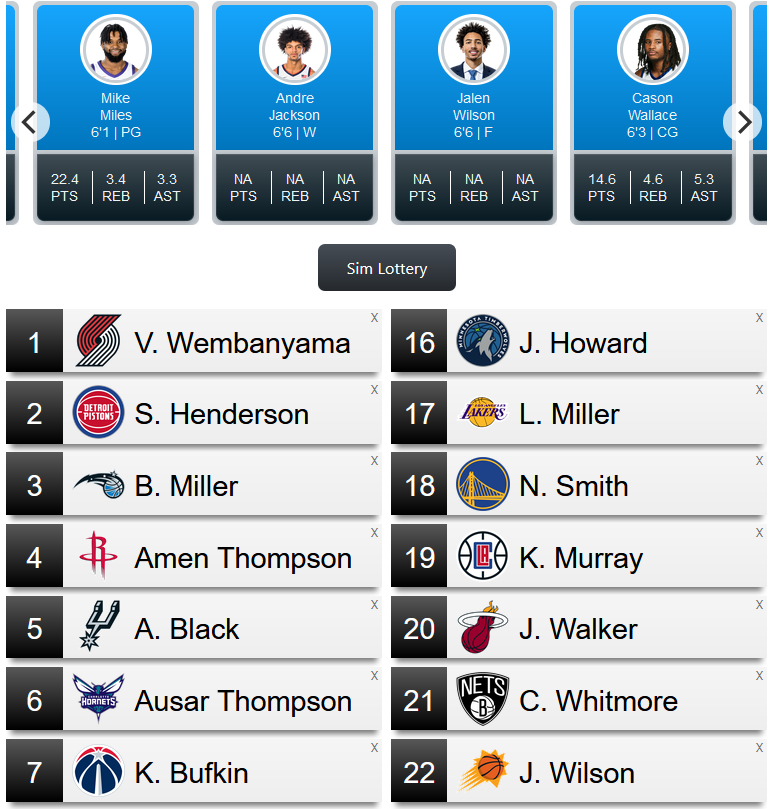 Mike
Miles
6'1 | PG
22.4 3.4 3.3
PTS REB AST
Andre
Jackson
6'6 | W
NA NA NA
PTS REB AST
Jalen
Wilson
6'6 | F
NA NA NA
PTS REB AST
Cason
Wallace
6'3 | CG
14.6 4.6 5.3
PTS REB AST
Sim Lottery
1 V. Wembanyama X
2 DETROIT PISTONS S. Henderson X
3 B. Miller X
4 R Amen Thompson X
5 A. Black X
6 HORNETS Ausar Thompson X
7 K. Bufkin X
16 MINNESOTA TIMBERWOLVES J. Howard X
17 LOS ANGELES LAKERS L. Miller X
18 N. Smith X
19 LA K. Murray X
20 J. Walker X
21 NETS B C. Whitmore X
22 J. Wilson X